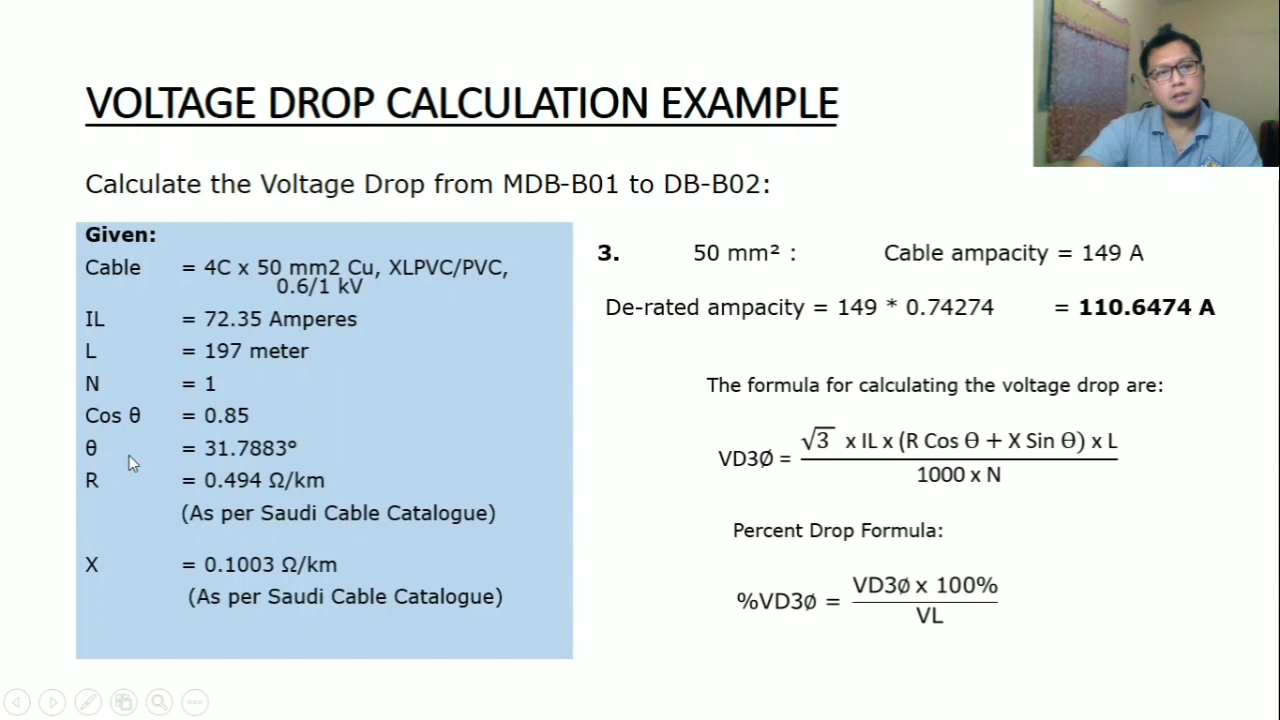 VOLTAGE DROP CALCULATION EXAMPLE
Calculate the Voltage Drop from MDB-B01 to DB-B02:
Given:
Cable = 4C x 50 mm2 Cu, XLPVC/PVC,
0.6/1 kV
IL = 72.35 Amperes
L = 197 meter
N = 1
Cos θ = 0.85
θ = 31.7883°
R = 0.494 Ω/km
(As per Saudi Cable Catalogue)
X = 0.1003 Ω/km
(As per Saudi Cable Catalogue)
3. 50 mm² : Cable ampacity = 149 A
De-rated ampacity = 149 * 0.74274 = 110.6474 A
The formula for calculating the voltage drop are:
√3 x IL x (R Cos Ɵ + X Sin Ɵ) x L
VD3Ø =
1000 x N
Percent Drop Formula:
VD3ø x 100%
%VD3ø =
VL